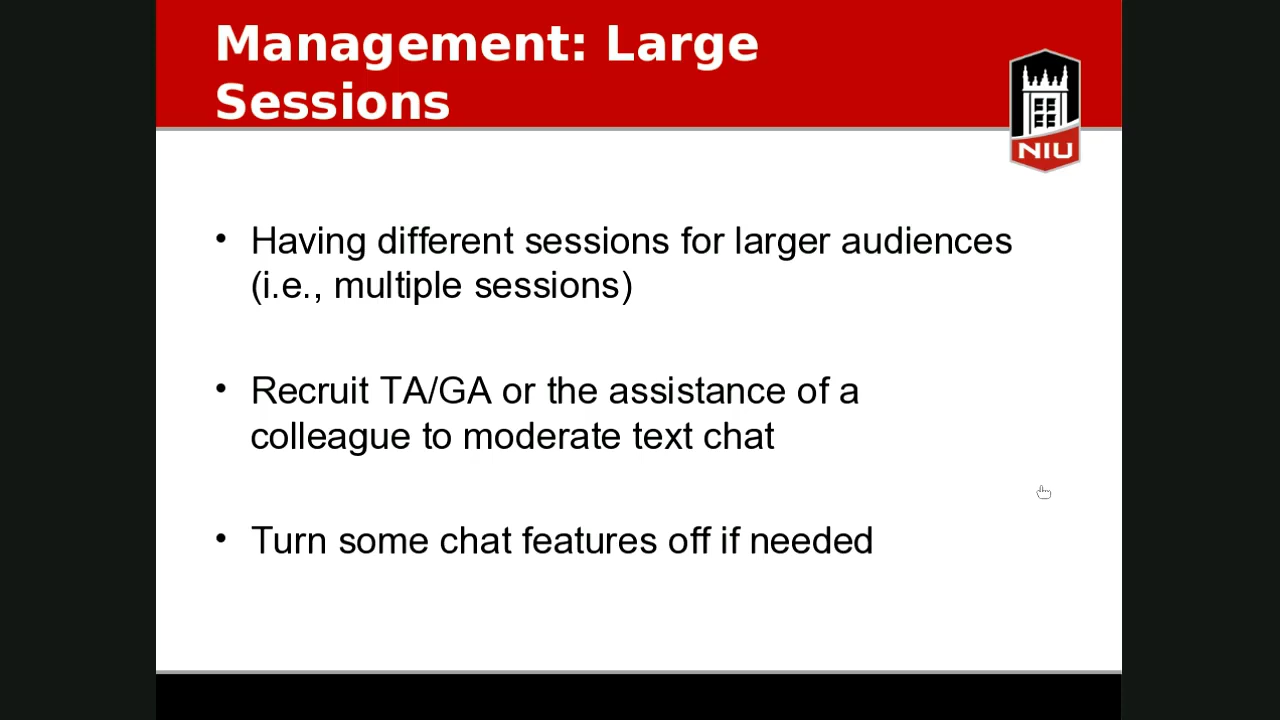 Management: Large
Sessions
NIU
• Having different sessions for larger audiences
(i.e., multiple sessions)
• Recruit TA/GA or the assistance of a
colleague to moderate text chat
• Turn some chat features off if needed